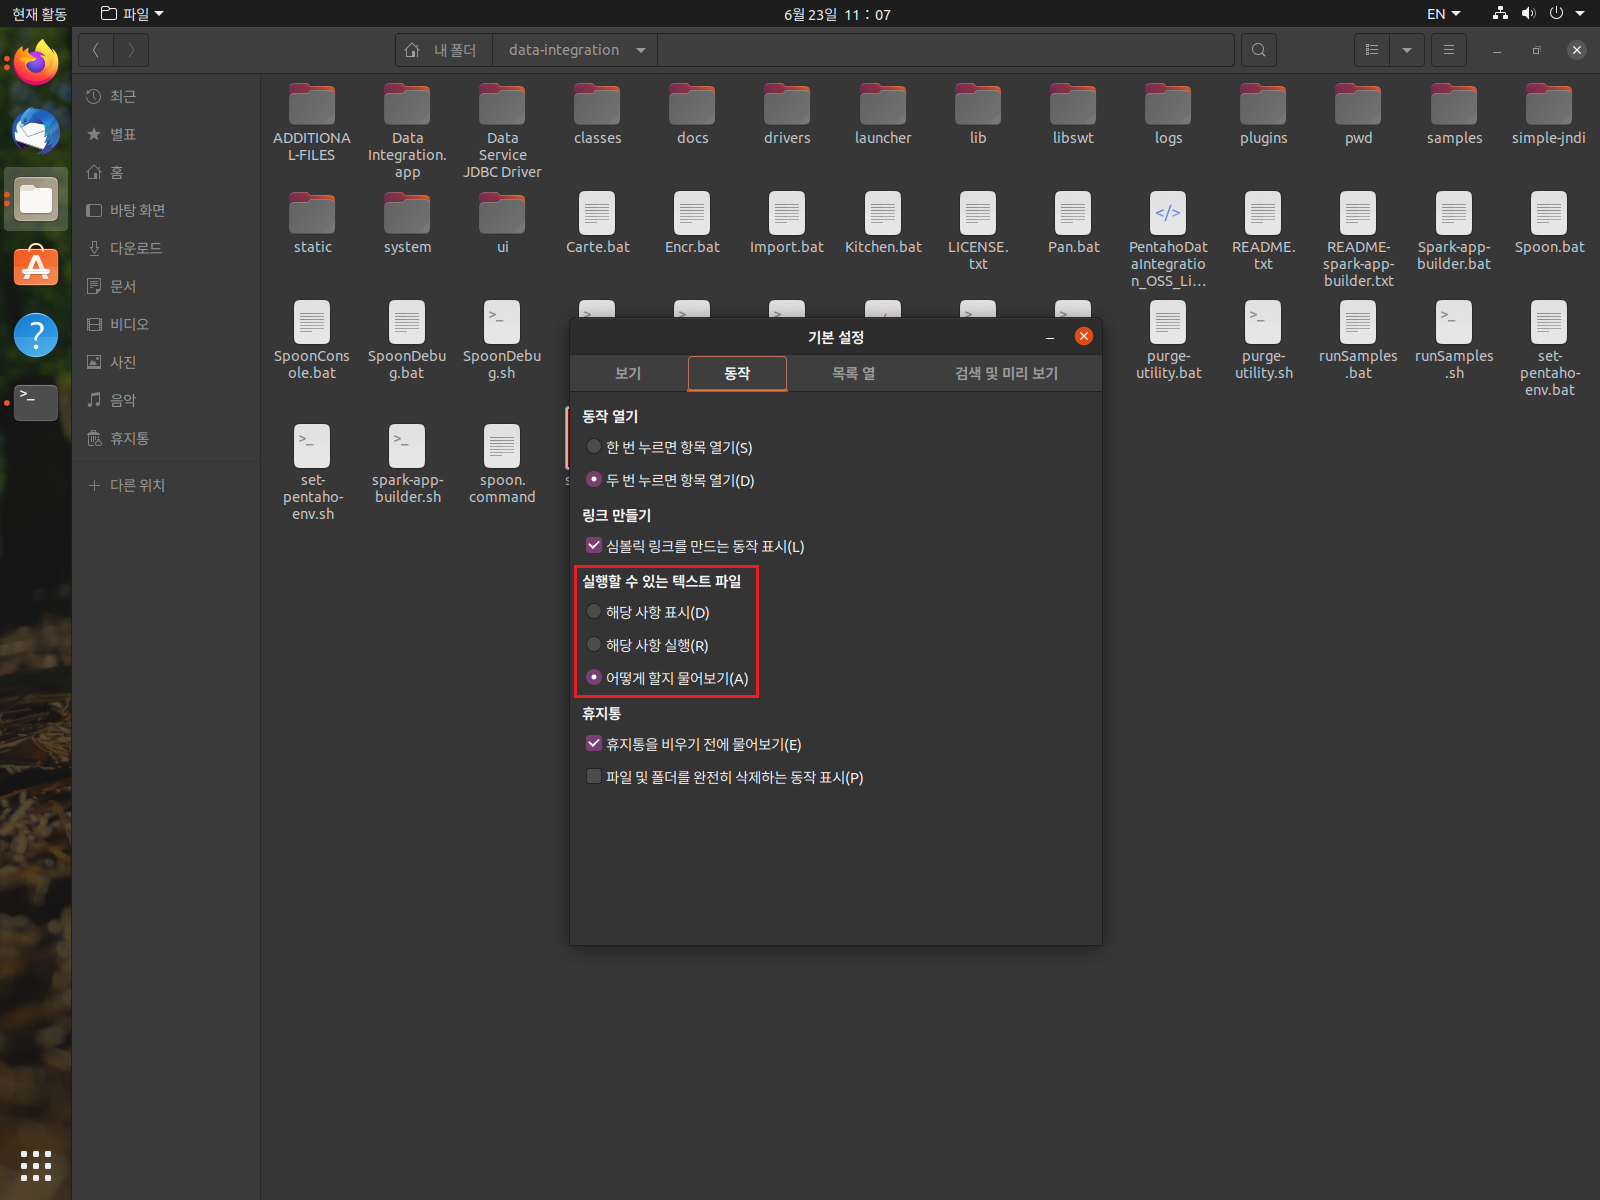 현재 활동
파일
6월 23일 11 : 07
EN
내 폴더
data-integration
최근
별표
홈
바탕 화면
다운로드
문서
비디오
사진
음악
휴지통
다른 위치
ADDITIONA
L-FILES
Data
Integration.
app
Data
Service
JDBC Driver
classes
docs
drivers
launcher
lib
libswt
logs
plugins
pwd
samples
simple-jndi
static
system
ui
Carte.bat
Encr.bat
Import.bat
Kitchen.bat
LICENSE.
txt
Pan.bat
PentahoDat
aIntegratio
n_OSS_Li...
README.
txt
README-
spark-app-
builder.txt
Spark-app-
builder.bat
Spoon.bat
SpoonCons
ole.bat
SpoonDebu
g.bat
SpoonDebu
g.sh
purge-
utility.bat
purge-
utility.sh
runSamples
.bat
runSamples
.sh
set-
pentaho-
env.bat
set-
pentaho-
env.sh
spark-app-
builder.sh
spoon.
command
기본 설정
보기
동작
목록 열
검색 및 미리 보기
동작 열기
한 번 누르면 항목 열기(S)
두 번 누르면 항목 열기(D)
링크 만들기
심볼릭 링크를 만드는 동작 표시(L)
실행할 수 있는 텍스트 파일
해당 사항 표시(D)
해당 사항 실행(R)
어떻게 할지 물어보기(A)
휴지통
휴지통을 비우기 전에 물어보기(E)
파일 및 폴더를 완전히 삭제하는 동작 표시(P)